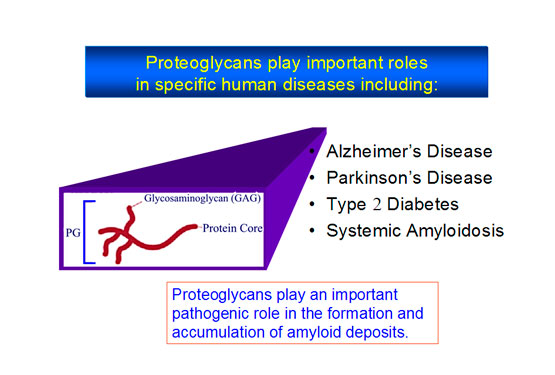 Proteoglycans play important roles
in specific human diseases including:
• Alzheimer's Disease
• Parkinson's Disease
• Type 2 Diabetes
• Systemic Amyloidosis
Glycosaminoglycan (GAG)
PG
Protein Core
Proteoglycans play an important
pathogenic role in the formation and
accumulation of amyloid deposits.